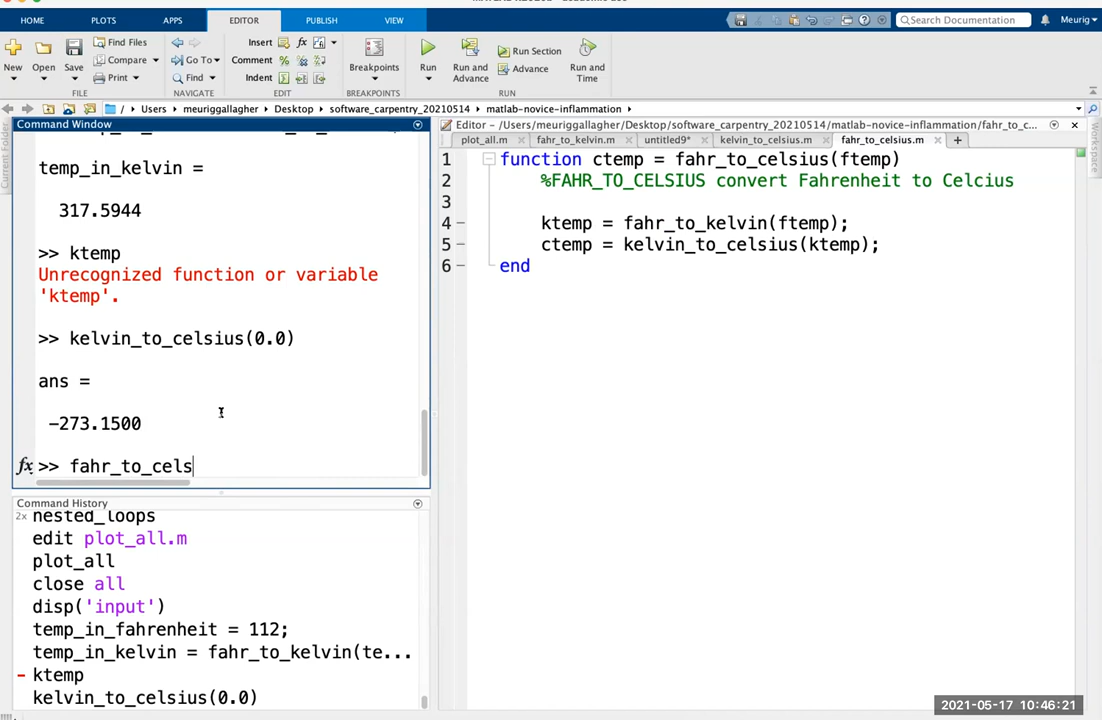 HOME PLOTS APPS EDITOR PUBLISH VIEW Search Documentation Meurig
New Open Save Find Files Compare Print Go To Find Insert fx Comment Indent Breakpoints Run Run and Advance Run Section Advance Run and Time
FILE NAVIGATE EDIT BREAKPOINTS RUN
/ Users meuriggallagher Desktop software_carpentry_20210514 matlab-novice-inflammation
Current Folder
Workspace
Command Window
temp_in_kelvin =
317.5944
>> ktemp
Unrecognized function or variable
'ktemp'.
>> kelvin_to_celsius(0.0)
ans =
-273.1500
fx >> fahr_to_cels
Command History
2x nested_loops
edit plot_all.m
plot_all
close all
disp('input')
temp_in_fahrenheit = 112;
temp_in_kelvin = fahr_to_kelvin(te...
ktemp
kelvin_to_celsius(0.0)
Editor - /Users/meuriggallagher/Desktop/software_carpentry_20210514/matlab-novice-inflammation/fahr_to_c...
plot_all.m fahr_to_kelvin.m untitled9* kelvin_to_celsius.m fahr_to_celsius.m
1 function ctemp = fahr_to_celsius(ftemp)
2 %FAHR_TO_CELSIUS convert Fahrenheit to Celcius
3
4 ktemp = fahr_to_kelvin(ftemp);
5 ctemp = kelvin_to_celsius(ktemp);
6 end
2021-05-17 10:46:21